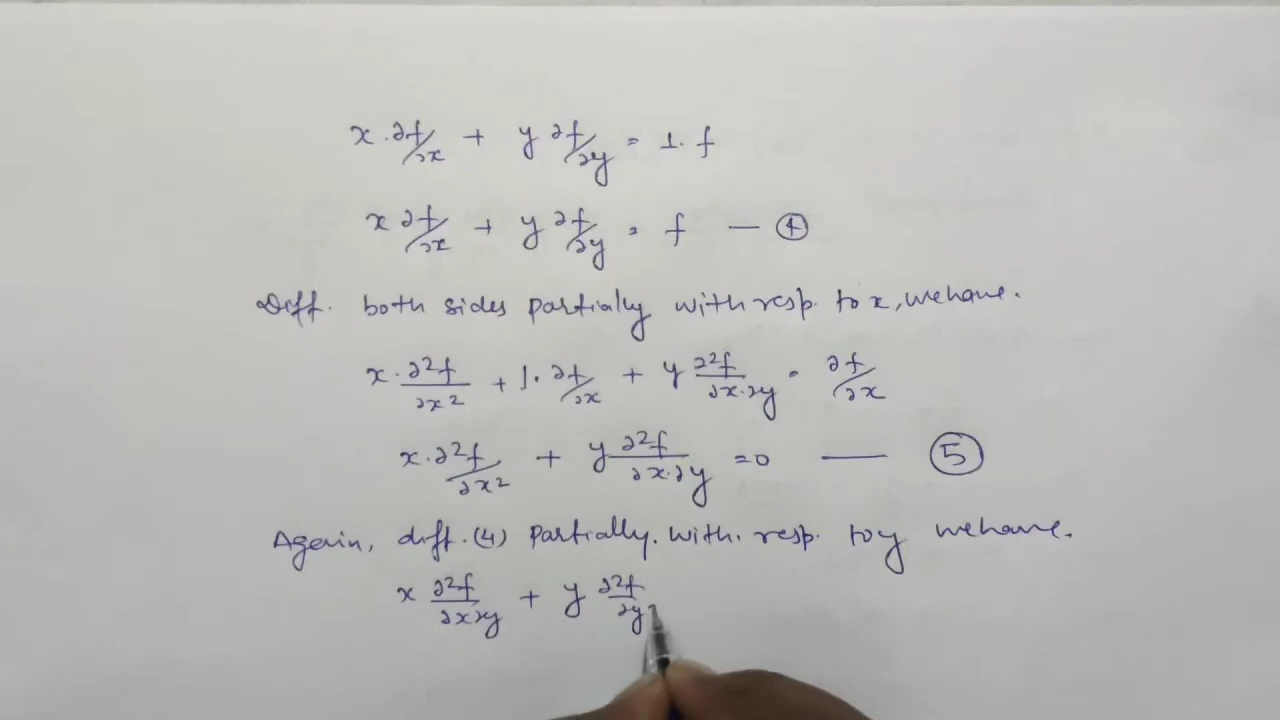 x · ∂f/∂x + y ∂f/∂y = 1. f
x ∂f/∂x + y ∂f/∂y = f — ④
Diff. both sides partially with resp. to x, we have.
x · ∂²f/∂x² + 1 · ∂f/∂x + y ∂²f/∂x·∂y = ∂f/∂x
x · ∂²f/∂x² + y ∂²f/∂x·∂y = 0 — ⑤
Again, diff. (4) Partially. with. resp. to y we have.
x ∂²f/∂x∂y + y ∂²f/∂y